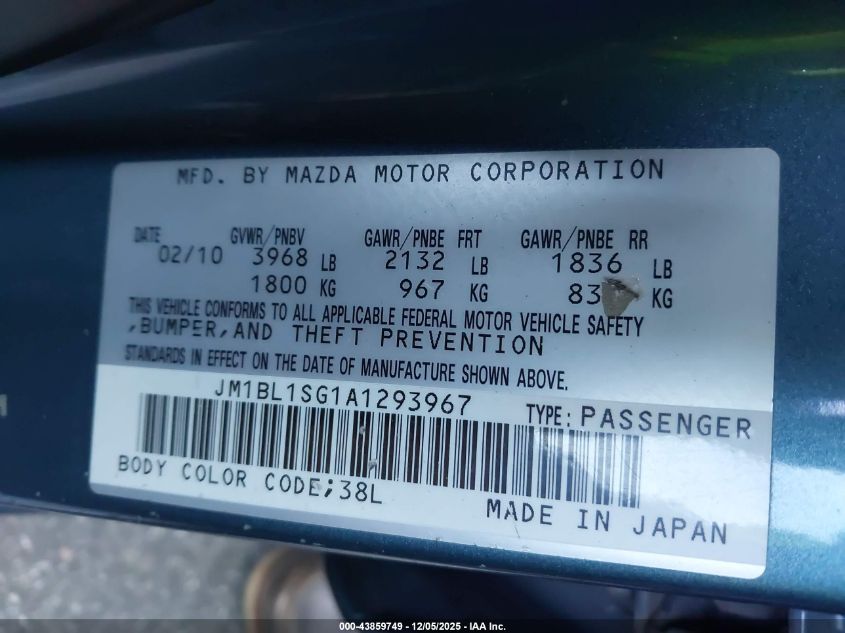 MFD. BY MAZDA MOTOR CORPORATION
DATE GVWR/PNBV GAWR/PNBE FRT GAWR/PNBE RR
02/10 3968 LB 2132 LB 1836 LB
1800 KG 967 KG KG
THIS VEHICLE CONFORMS TO ALL APPLICABLE FEDERAL MOTOR VEHICLE SAFETY
,BUMPER,AND THEFT PREVENTION
STANDARDS IN EFFECT ON THE DATE OF MANUFACTURE SHOWN ABOVE.
JM1BL1SG1A1293967 TYPE: PASSENGER
BODY COLOR CODE;38L
MADE IN JAPAN
000-43859749 - 12/05/2025 - IAA Inc.